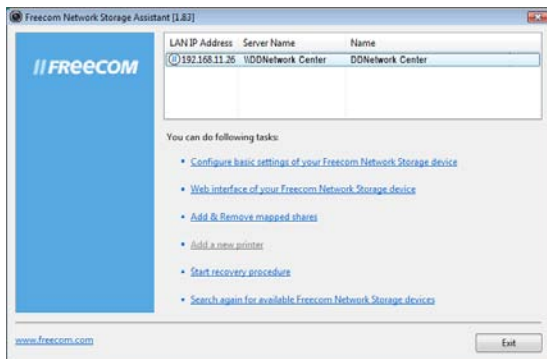 Freecom Network Storage Assistant [1.83]
FREECOM
LAN IP Address Server Name Name
192.168.11.26 \\DDNetwork Center DDNetwork Center
You can do following tasks:
Configure basic settings of your Freecom Network Storage device
Web interface of your Freecom Network Storage device
Add & Remove mapped shares
Add a new printer
Start recovery procedure
Search again for available Freecom Network Storage devices
www.freecom.com
Exit